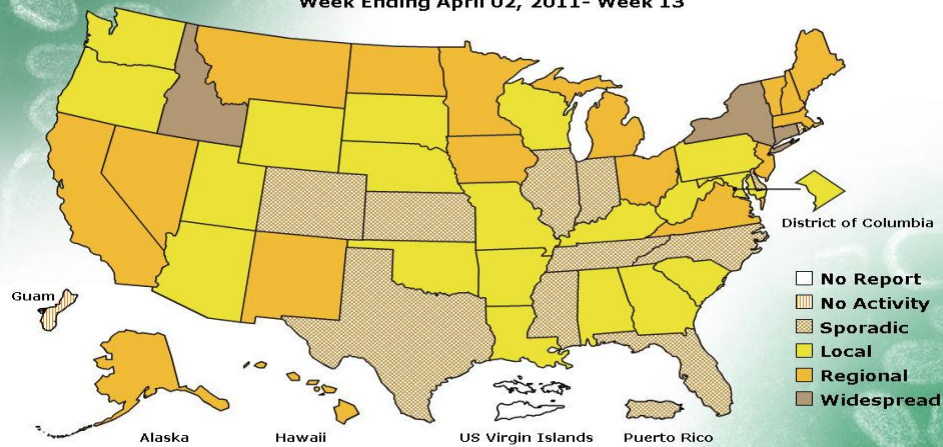 Week Ending April 02, 2011- Week 13
District of Columbia
Guam
No Report
No Activity
Sporadic
Local
Regional
Widespread
Alaska
Hawaii
US Virgin Islands
Puerto Rico